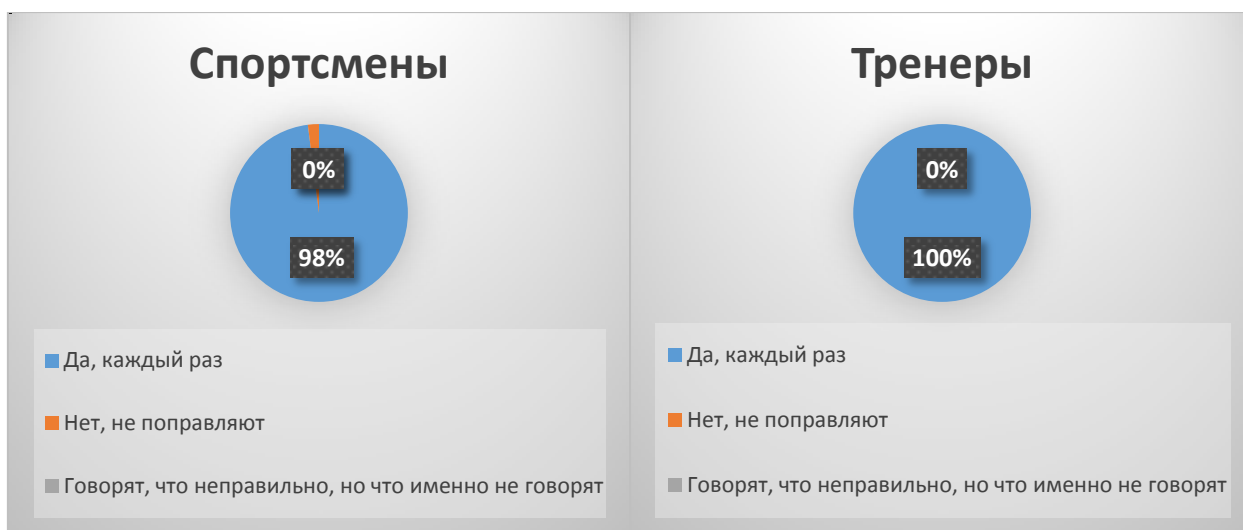 Спортсмены
0%
98%
Да, каждый раз
Нет, не поправляют
Говорят, что неправильно, но что именно не говорят
Тренеры
0%
100%
Да, каждый раз
Нет, не поправляют
Говорят, что неправильно, но что именно не говорят